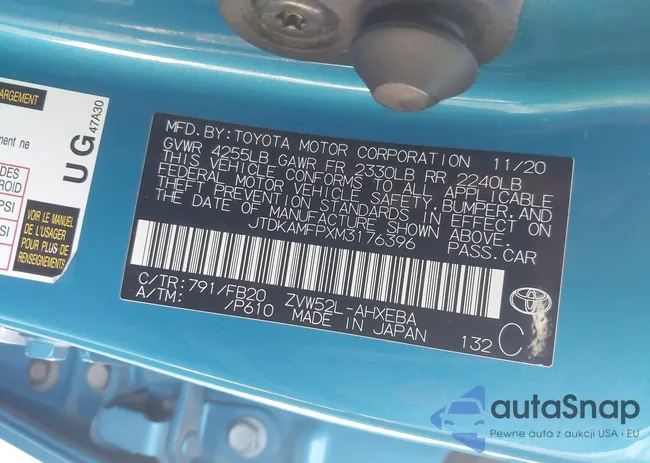 ARGEMENT
ment ne
DES
ROID
PSI
SI
VOIR LE MANUEL
DE L'USAGER
POUR PLUS DE
UG
47A30
MFD. BY: TOYOTA MOTOR CORPORATION 11/20
GVWR 4255LB GAWR FR 2330LB RR 2240LB
THIS VEHICLE CONFORMS TO ALL APPLICABLE
FEDERAL MOTOR VEHICLE SAFETY, BUMPER, AND
THEFT PREVENTION STANDARDS IN EFFECT ON
THE DATE OF MANUFACTURE SHOWN ABOVE.
JTDKAMFPXM3176396 PASS.CAR
C/TR: 791/FB20 ZVW52L-AHXEBA
A/TM: /P610 MADE IN JAPAN 132 C
TOYOTA
autaSnap
Pewne auta z aukcji USA i EU